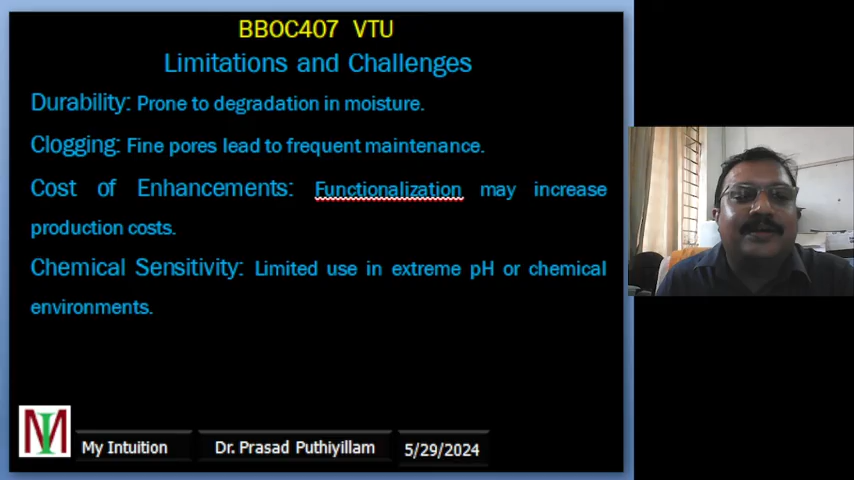 BBOC407 VTU
Limitations and Challenges
Durability: Prone to degradation in moisture.
Clogging: Fine pores lead to frequent maintenance.
Cost of Enhancements: Functionalization may increase
production costs.
Chemical Sensitivity: Limited use in extreme pH or chemical
environments.
MI
My Intuition
Dr. Prasad Puthiyillam
5/29/2024